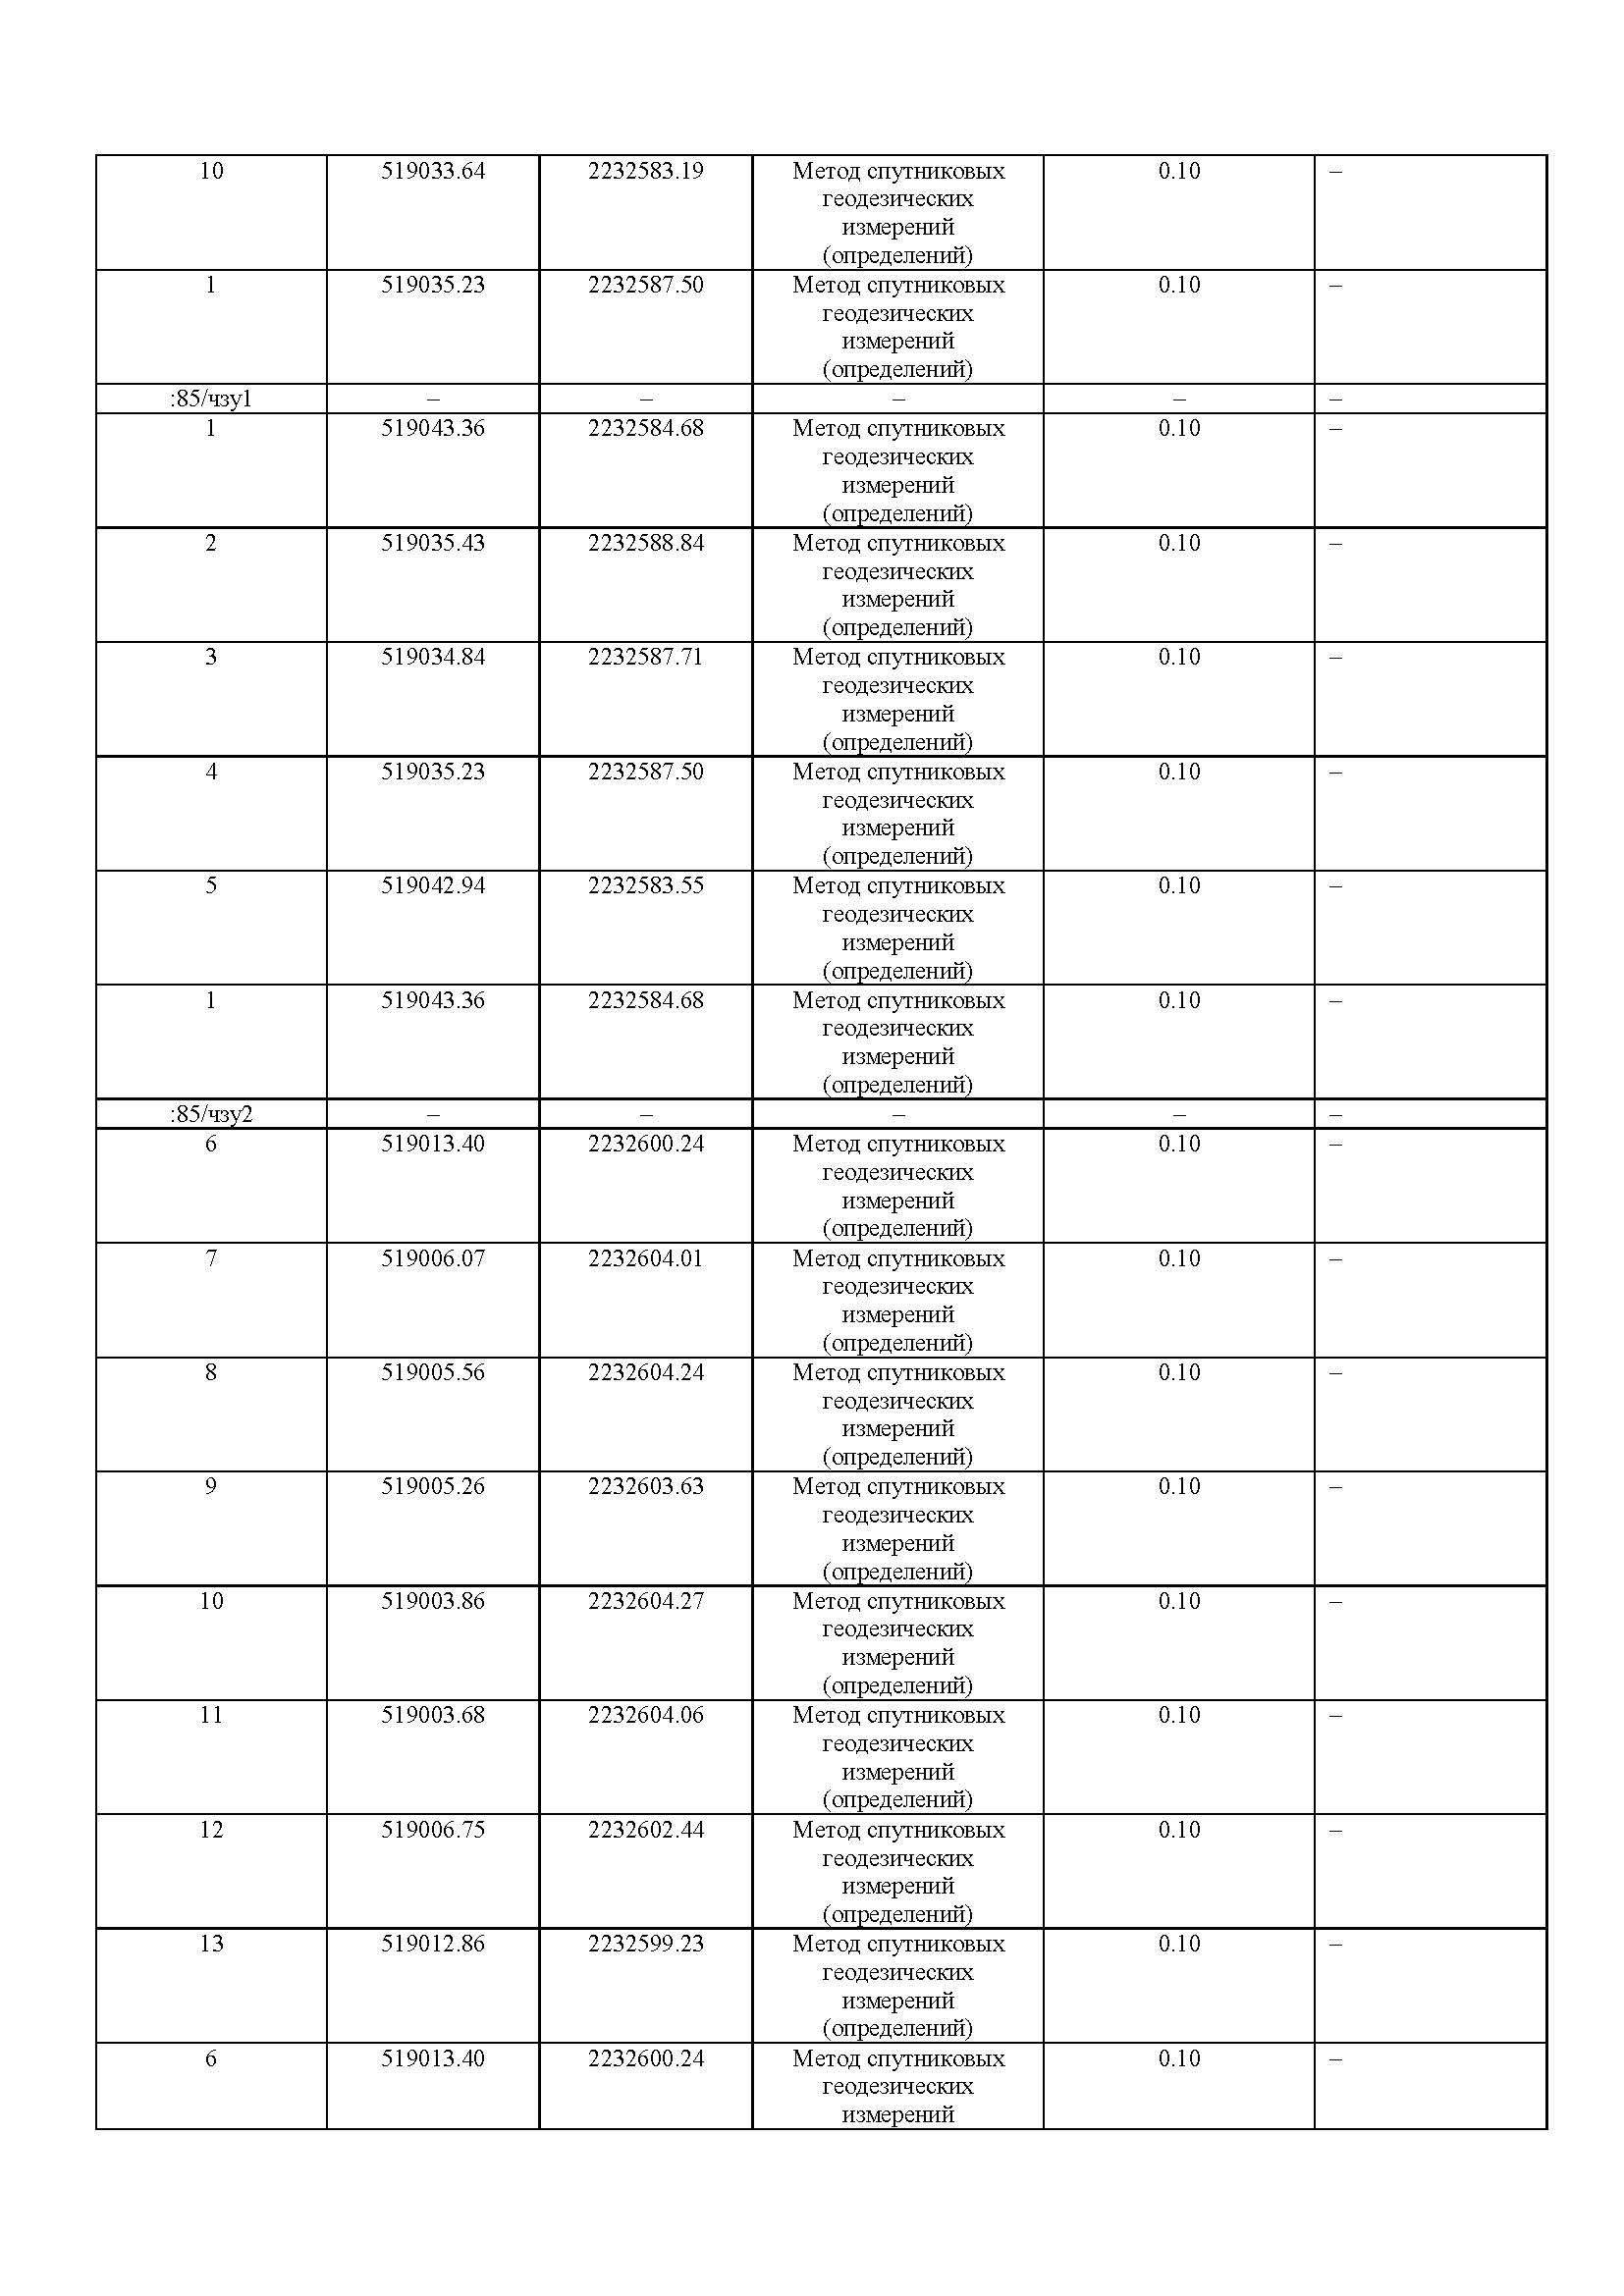 10 519033.64 2232583.19 Метод спутниковых 0.10 –
геодезических
измерений
(определений)
1 519035.23 2232587.50 Метод спутниковых 0.10 –
геодезических
измерений
(определений)
:85/чзу1 – – – – –
1 519043.36 2232584.68 Метод спутниковых 0.10 –
геодезических
измерений
(определений)
2 519035.43 2232588.84 Метод спутниковых 0.10 –
геодезических
измерений
(определений)
3 519034.84 2232587.71 Метод спутниковых 0.10 –
геодезических
измерений
(определений)
4 519035.23 2232587.50 Метод спутниковых 0.10 –
геодезических
измерений
(определений)
5 519042.94 2232583.55 Метод спутниковых 0.10 –
геодезических
измерений
(определений)
1 519043.36 2232584.68 Метод спутниковых 0.10 –
геодезических
измерений
(определений)
:85/чзу2 – – – – –
6 519013.40 2232600.24 Метод спутниковых 0.10 –
геодезических
измерений
(определений)
7 519006.07 2232604.01 Метод спутниковых 0.10 –
геодезических
измерений
(определений)
8 519005.56 2232604.24 Метод спутниковых 0.10 –
геодезических
измерений
(определений)
9 519005.26 2232603.63 Метод спутниковых 0.10 –
геодезических
измерений
(определений)
10 519003.86 2232604.27 Метод спутниковых 0.10 –
геодезических
измерений
(определений)
11 519003.68 2232604.06 Метод спутниковых 0.10 –
геодезических
измерений
(определений)
12 519006.75 2232602.44 Метод спутниковых 0.10 –
геодезических
измерений
(определений)
13 519012.86 2232599.23 Метод спутниковых 0.10 –
геодезических
измерений
(определений)
6 519013.40 2232600.24 Метод спутниковых 0.10 –
геодезических
измерений